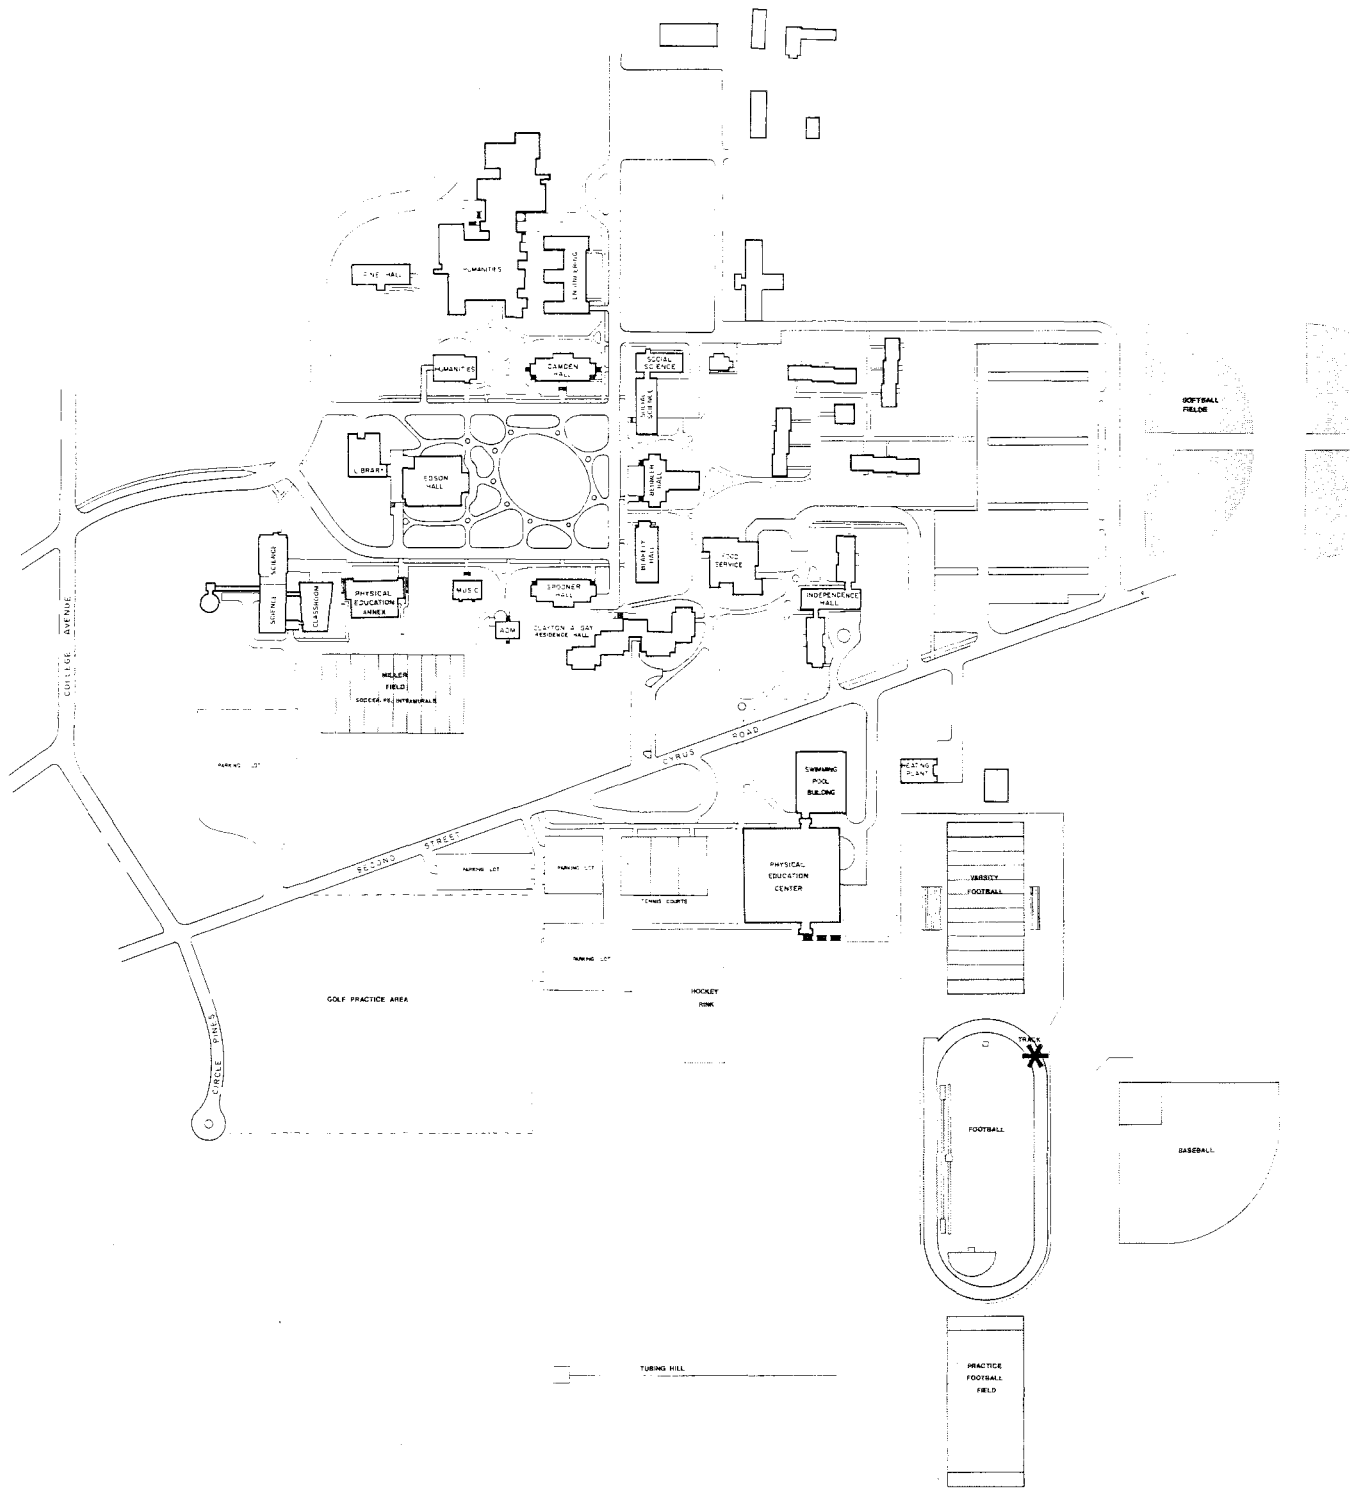 PINE HALL
HUMANITIES
ENGINEERING
HUMANITIES
CAMDEN
HALL
SOCIAL
SCIENCE
SOCIAL
SCIENCE
SOFTBALL
FIELDS
LIBRARY
EDSON
HALL
BEHMLER
HALL
BLAKELY
HALL
FOOD
SERVICE
SCIENCE
SCIENCE
CLASSROOM
PHYSICAL
EDUCATION
ANNEX
MUSIC
SPOONER
HALL
INDEPENDENCE
HALL
ADM
CLAYTON A GAY
RESIDENCE HALL
COLLEGE AVENUE
MILLER
FIELD
SOCCER, PE, INTRAMURALS
PARKING LOT
CYRUS ROAD
SWIMMING
POOL
BUILDING
HEATING
PLANT
SECOND STREET
PARKING LOT
PARKING LOT
TENNIS COURTS
PHYSICAL
EDUCATION
CENTER
VARSITY
FOOTBALL
PARKING LOT
GOLF PRACTICE AREA
HOCKEY
RINK
CIRCLE PINES
TRACK
FOOTBALL
BASEBALL
TUBING HILL
PRACTICE
FOOTBALL
FIELD